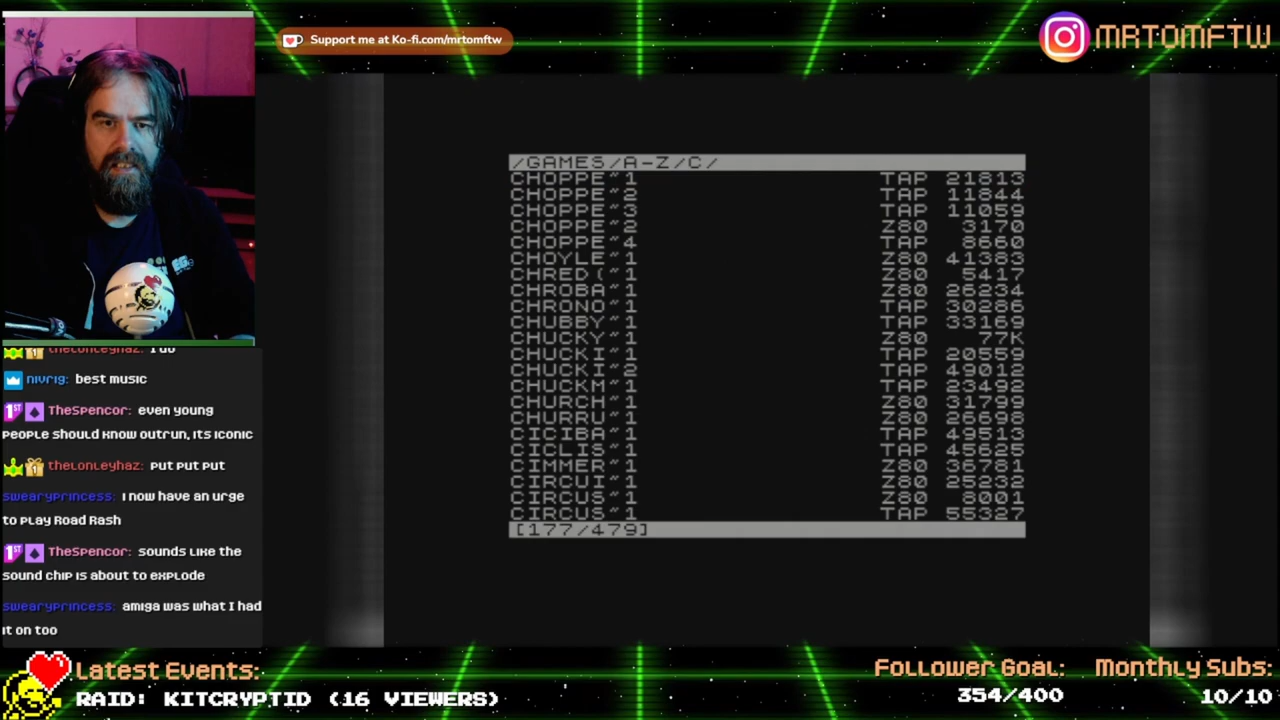 Support me at Ko-fi.com/mrtomftw
MRTOMFTW
/GAMES/A-Z/C/
CHOPPE~1 TAP 21813
CHOPPE~2 TAP 11844
CHOPPE~3 TAP 11059
CHOPPE~2 Z80 3170
CHOPPE~4 TAP 8660
CHOYLE~1 Z80 41383
CHRED(~1 Z80 5417
CHROBA~1 Z80 26234
CHRONO~1 TAP 30286
CHUBBY~1 TAP 33169
CHUCKY~1 Z80 77K
CHUCKI~1 TAP 20559
CHUCKI~2 TAP 49012
CHUCKM~1 TAP 23492
CHURCH~1 Z80 31799
CHURRU~1 Z80 26698
CICIBA~1 TAP 49513
CICLIS~1 TAP 45625
CIMMER~1 Z80 36781
CIRCUI~1 Z80 25232
CIRCUS~1 Z80 8001
CIRCUS~1 TAP 55327
[177/479]
thelonleyhaz: I do
nivrig: best music
TheSpencor: even young
people should know outrun, its iconic
thelonleyhaz: Put Put Put
swearyprincess: I now have an urge
to play Road Rash
TheSpencor: sounds like the
sound chip is about to explode
swearyprincess: amiga was what I had
it on too
Latest Events:
RAID: KITCRYPTID (16 VIEWERS)
Follower Goal:
354/400
Monthly Subs:
10/10